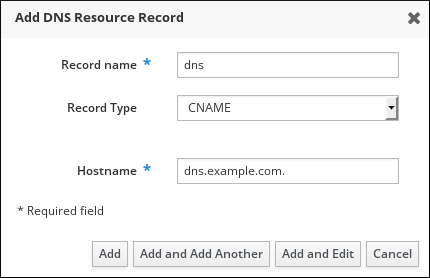 Add DNS Resource Record
Record name * dns
Record Type CNAME
Hostname * dns.example.com.
* Required field
Add Add and Add Another Add and Edit Cancel